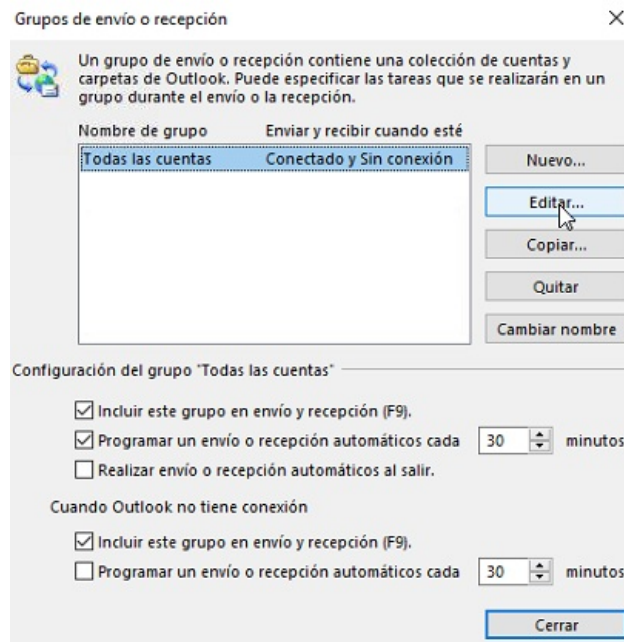 Grupos de envío o recepción
Un grupo de envío o recepción contiene una colección de cuentas y
carpetas de Outlook. Puede especificar las tareas que se realizarán en un
grupo durante el envío o la recepción.
Nombre de grupo Enviar y recibir cuando esté
Todas las cuentas Conectado y Sin conexión
Nuevo...
Editar...
Copiar...
Quitar
Cambiar nombre
Configuración del grupo "Todas las cuentas"
Incluir este grupo en envío y recepción (F9).
Programar un envío o recepción automáticos cada 30 minutos
Realizar envío o recepción automáticos al salir.
Cuando Outlook no tiene conexión
Incluir este grupo en envío y recepción (F9).
Programar un envío o recepción automáticos cada 30 minutos
Cerrar